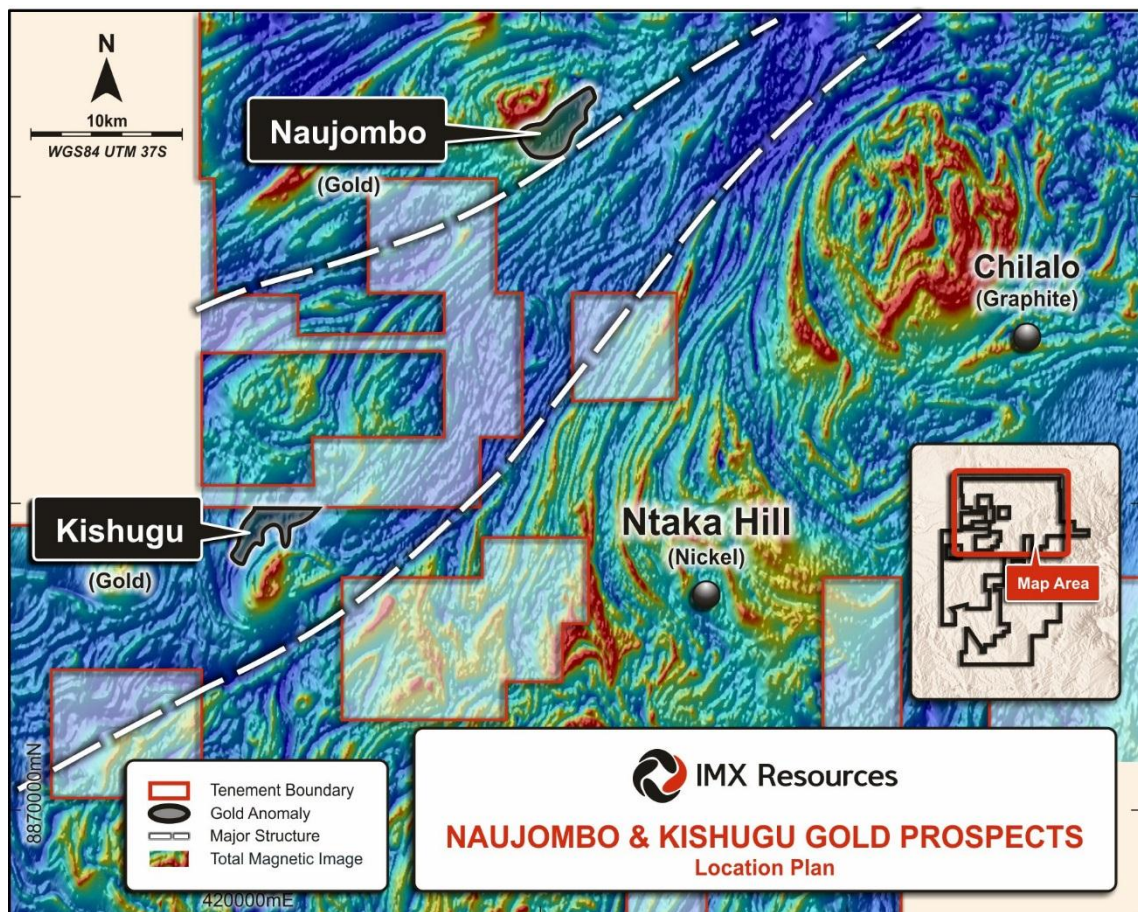 N
10km
WGS84 UTM 37S
Naujombo
(Gold)
Chilalo
(Graphite)
Kishugu
(Gold)
Ntaka Hill
(Nickel)
Map Area
8870000mN
420000mE
Tenement Boundary
Gold Anomaly
Major Structure
Total Magnetic Image
IMX Resources
NAUJOMBO & KISHUGU GOLD PROSPECTS
Location Plan